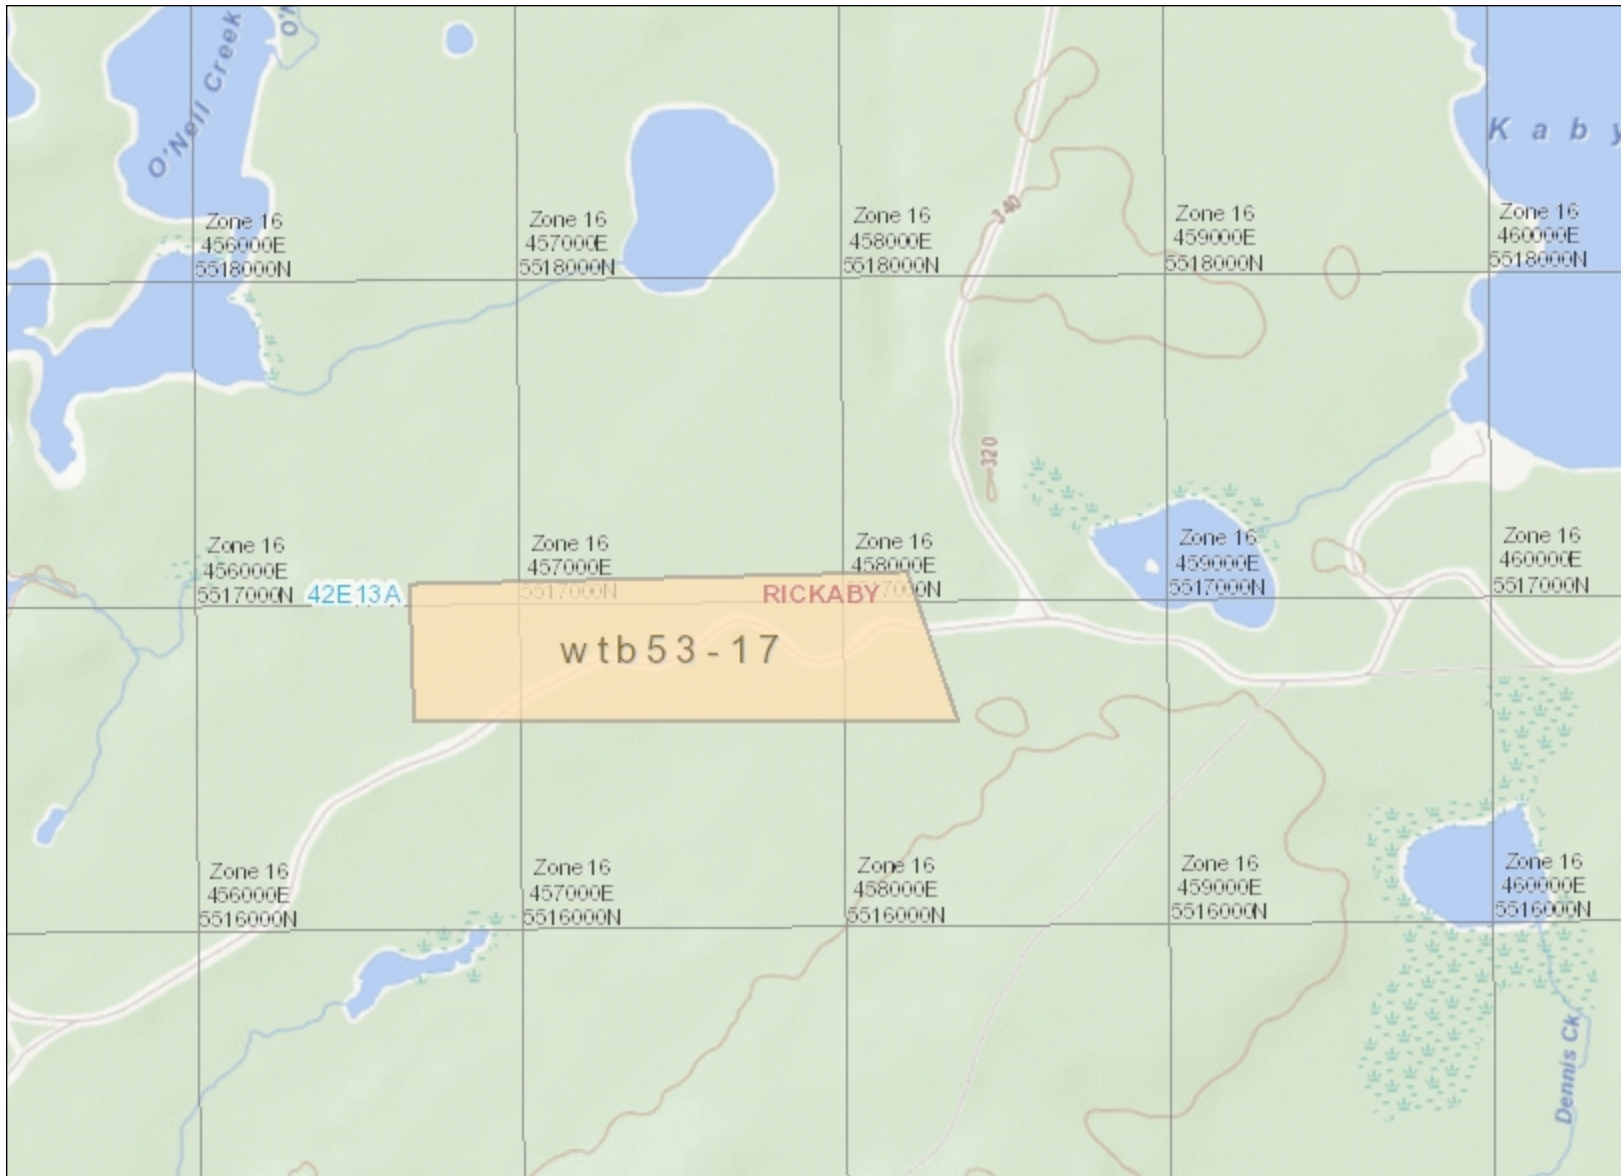 O'Neil Creek
O'N
Kaby
Zone 16
456000E
5518000N
Zone 16
457000E
5518000N
Zone 16
458000E
5518000N
Zone 16
459000E
5518000N
Zone 16
460000E
5518000N
340
320
Zone 16
456000E
5517000N
Zone 16
457000E
5517000N
Zone 16
458000E
5517000N
Zone 16
459000E
5517000N
Zone 16
460000E
5517000N
42E13A
RICKABY
wtb53-17
Zone 16
456000E
5516000N
Zone 16
457000E
5516000N
Zone 16
458000E
5516000N
Zone 16
459000E
5516000N
Zone 16
460000E
5516000N
Dennis Ck